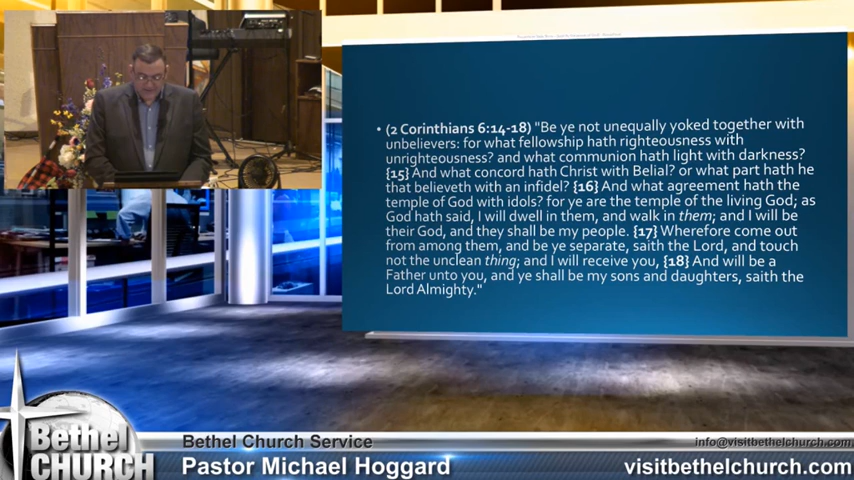 • (2 Corinthians 6:14-18) "Be ye not unequally yoked together with
unbelievers: for what fellowship hath righteousness with
unrighteousness? and what communion hath light with darkness?
{15} And what concord hath Christ with Belial? or what part hath he
that believeth with an infidel? {16} And what agreement hath the
temple of God with idols? for ye are the temple of the living God; as
God hath said, I will dwell in them, and walk in them; and I will be
their God, and they shall be my people. {17} Wherefore come out
from among them, and be ye separate, saith the Lord, and touch
not the unclean thing; and I will receive you, {18} And will be a
Father unto you, and ye shall be my sons and daughters, saith the
Lord Almighty."
Bethel
CHURCH
Bethel Church Service
info@visitbethelchurch.com
Pastor Michael Hoggard
visitbethelchurch.com